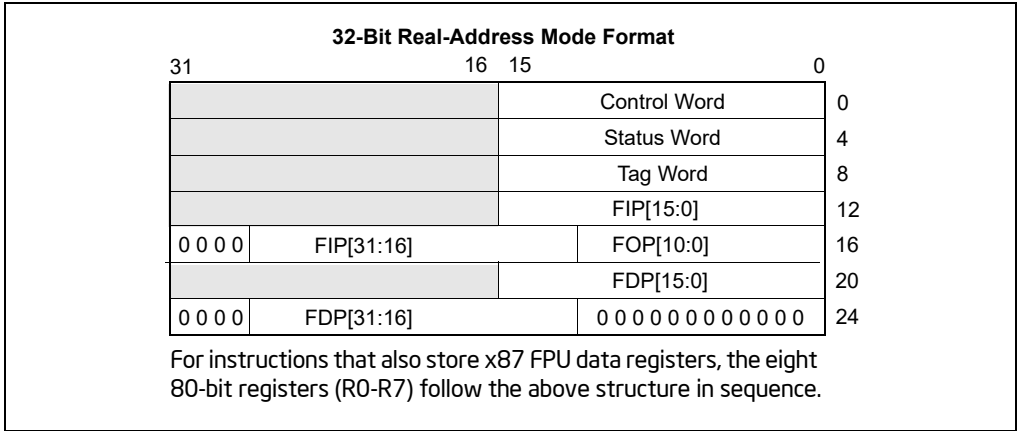 32-Bit Real-Address Mode Format
31 16 15 0
Control Word 0
Status Word 4
Tag Word 8
FIP[15:0] 12
0 0 0 0 FIP[31:16] FOP[10:0] 16
FDP[15:0] 20
0 0 0 0 FDP[31:16] 0 0 0 0 0 0 0 0 0 0 0 0 24
For instructions that also store x87 FPU data registers, the eight
80-bit registers (R0-R7) follow the above structure in sequence.